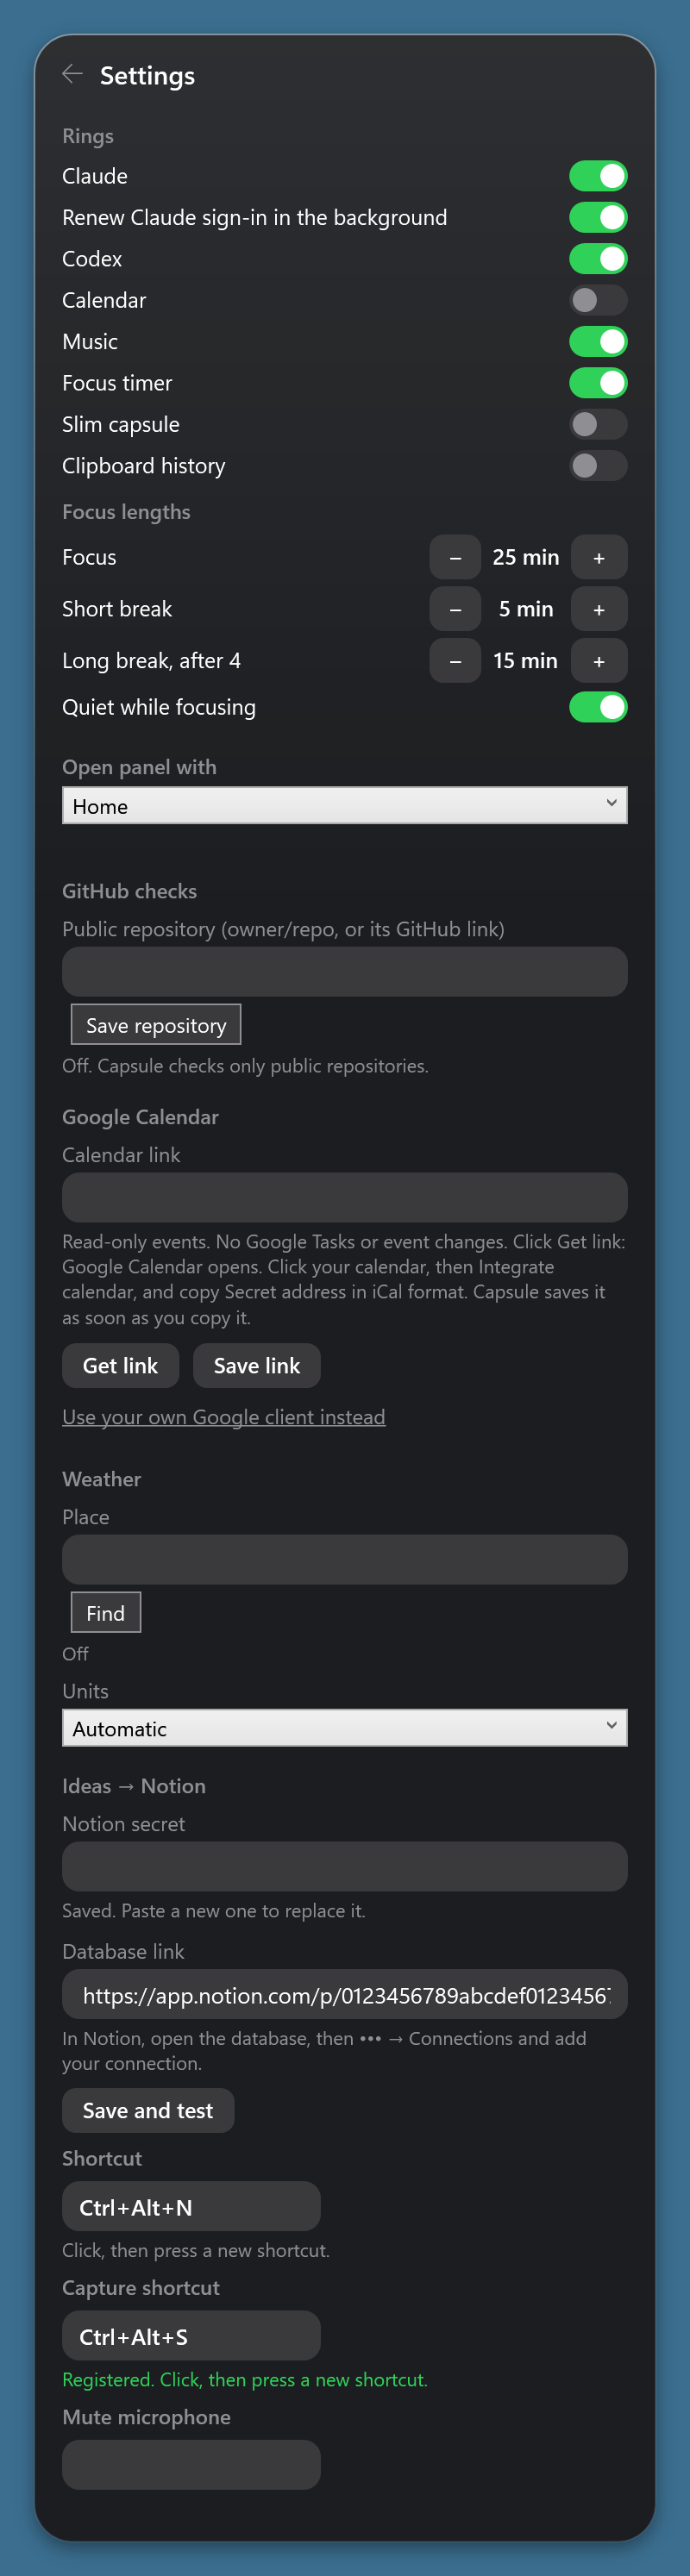 Settings
Rings
Claude
Renew Claude sign-in in the background
Codex
Calendar
Music
Focus timer
Slim capsule
Clipboard history
Focus lengths
Focus − 25 min +
Short break − 5 min +
Long break, after 4 − 15 min +
Quiet while focusing
Open panel with
Home
GitHub checks
Public repository (owner/repo, or its GitHub link)
Save repository
Off. Capsule checks only public repositories.
Google Calendar
Calendar link
Read-only events. No Google Tasks or event changes. Click Get link:
Google Calendar opens. Click your calendar, then Integrate
calendar, and copy Secret address in iCal format. Capsule saves it
as soon as you copy it.
Get link Save link
Use your own Google client instead
Weather
Place
Find
Off
Units
Automatic
Ideas → Notion
Notion secret
Saved. Paste a new one to replace it.
Database link
https://app.notion.com/p/0123456789abcdef01234567
In Notion, open the database, then ••• → Connections and add
your connection.
Save and test
Shortcut
Ctrl+Alt+N
Click, then press a new shortcut.
Capture shortcut
Ctrl+Alt+S
Registered. Click, then press a new shortcut.
Mute microphone